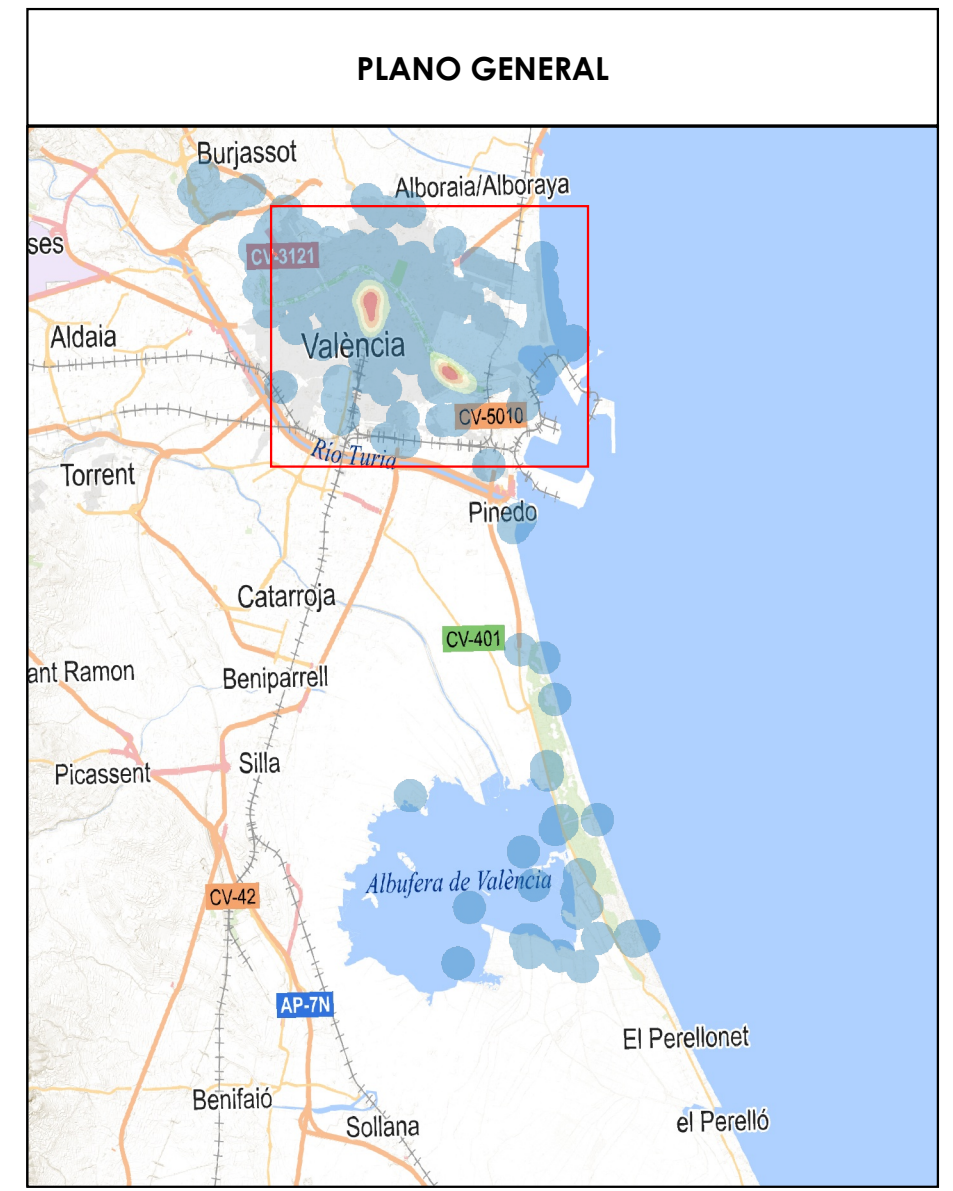 PLANO GENERAL
Burjassot
Alboraia/Alboraya
ses
CV-3121
Aldaia
València
CV-5010
Río Turia
Torrent
Pinedo
Catarroja
CV-401
ant Ramon
Beniparrell
Silla
Picassent
Albufera de València
CV-42
AP-7N
El Perellonet
Benifaió
el Perelló
Sollana